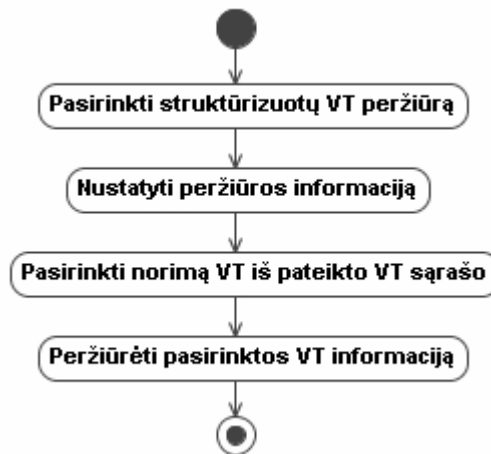 Pasirinkti struktūrizuotų VT peržiūrą
Nustatyti peržiūros informaciją
Pasirinkti norimą VT iš pateikto VT sąrašo
Peržiūrėti pasirinktos VT informaciją